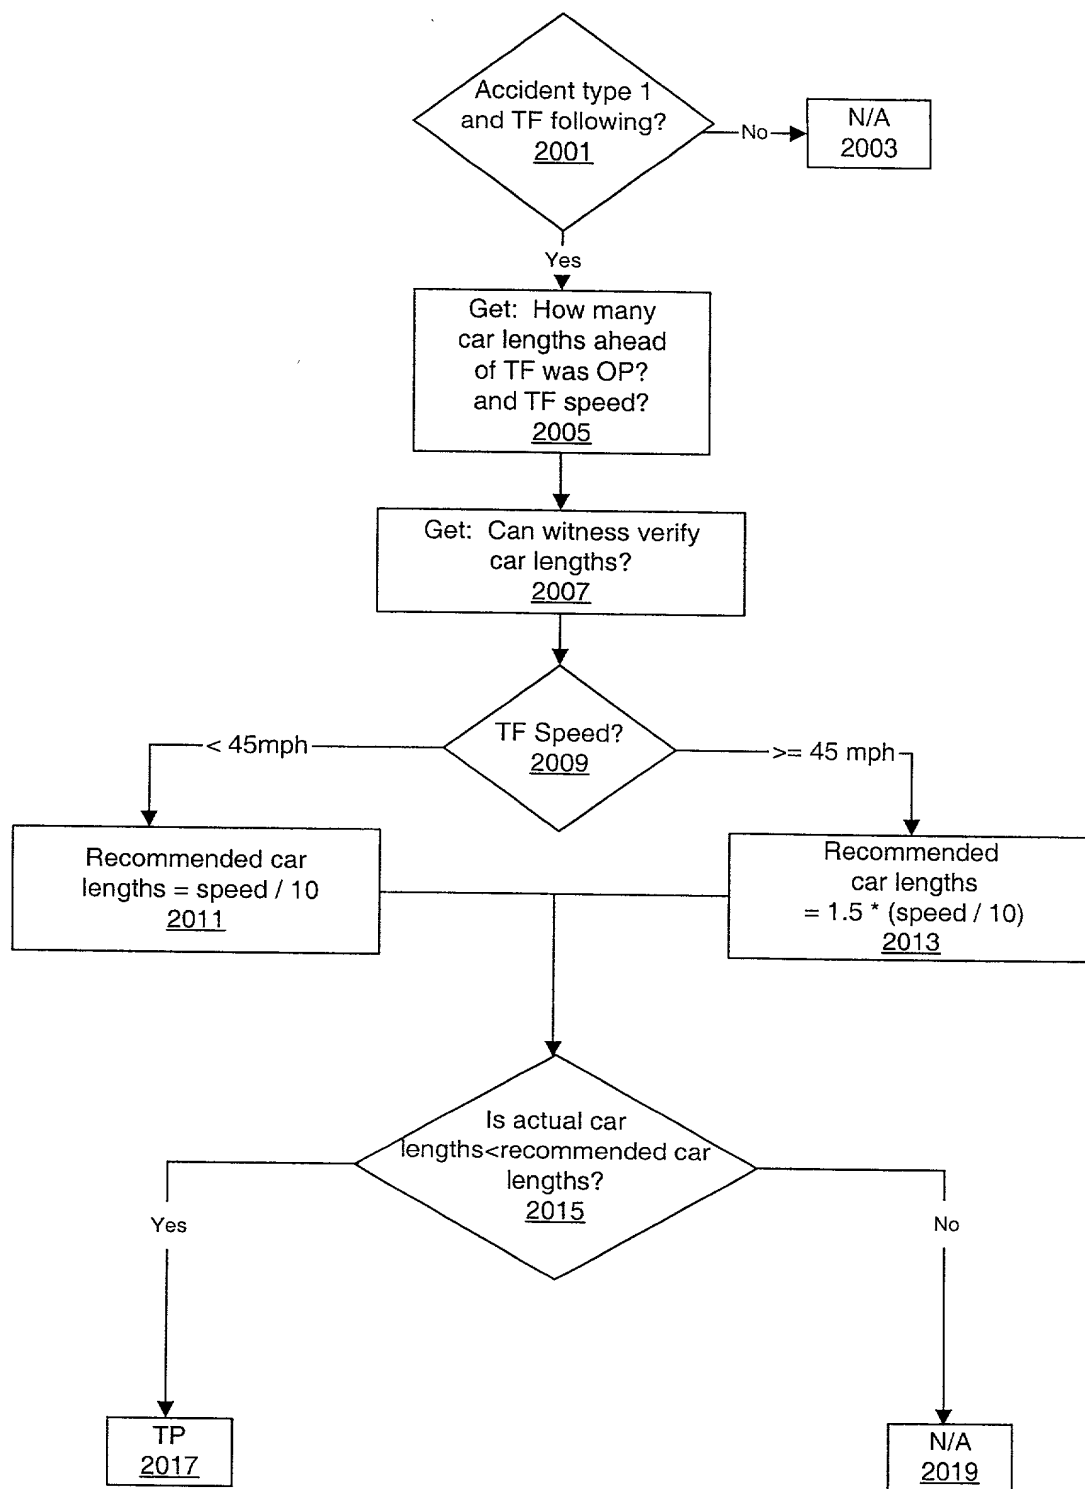 Accident type 1
and TF following?
2001
No
N/A
2003
Yes
Get: How many
car lengths ahead
of TF was OP?
and TF speed?
2005
Get: Can witness verify
car lengths?
2007
TF Speed?
2009
< 45mph
>= 45 mph
Recommended car
lengths = speed / 10
2011
Recommended
car lengths
= 1.5 * (speed / 10)
2013
Is actual car
lengths<recommended car
lengths?
2015
Yes
No
TP
2017
N/A
2019